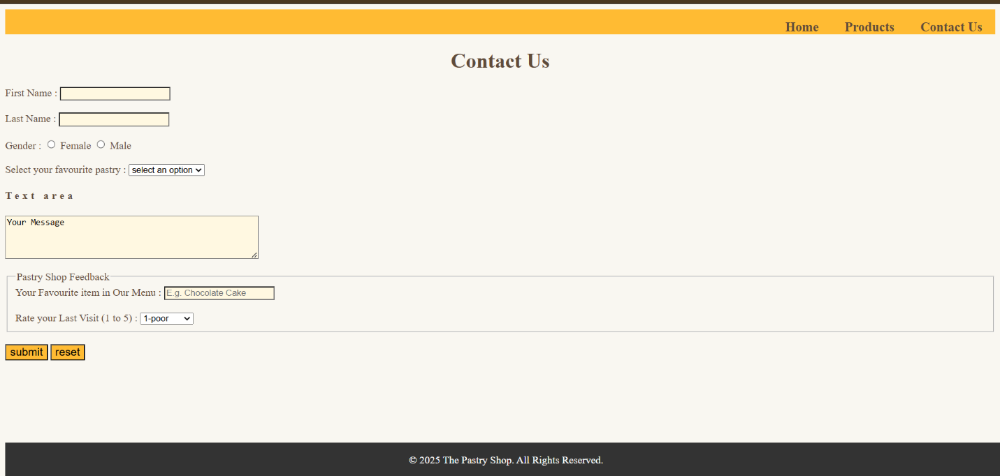 Home Products Contact Us
Contact Us
First Name :
Last Name :
Gender : Female Male
Select your favourite pastry : select an option
Text area
Your Message
Pastry Shop Feedback
Your Favourite item in Our Menu : E.g. Chocolate Cake
Rate your Last Visit (1 to 5) : 1-poor
submit reset
© 2025 The Pastry Shop. All Rights Reserved.